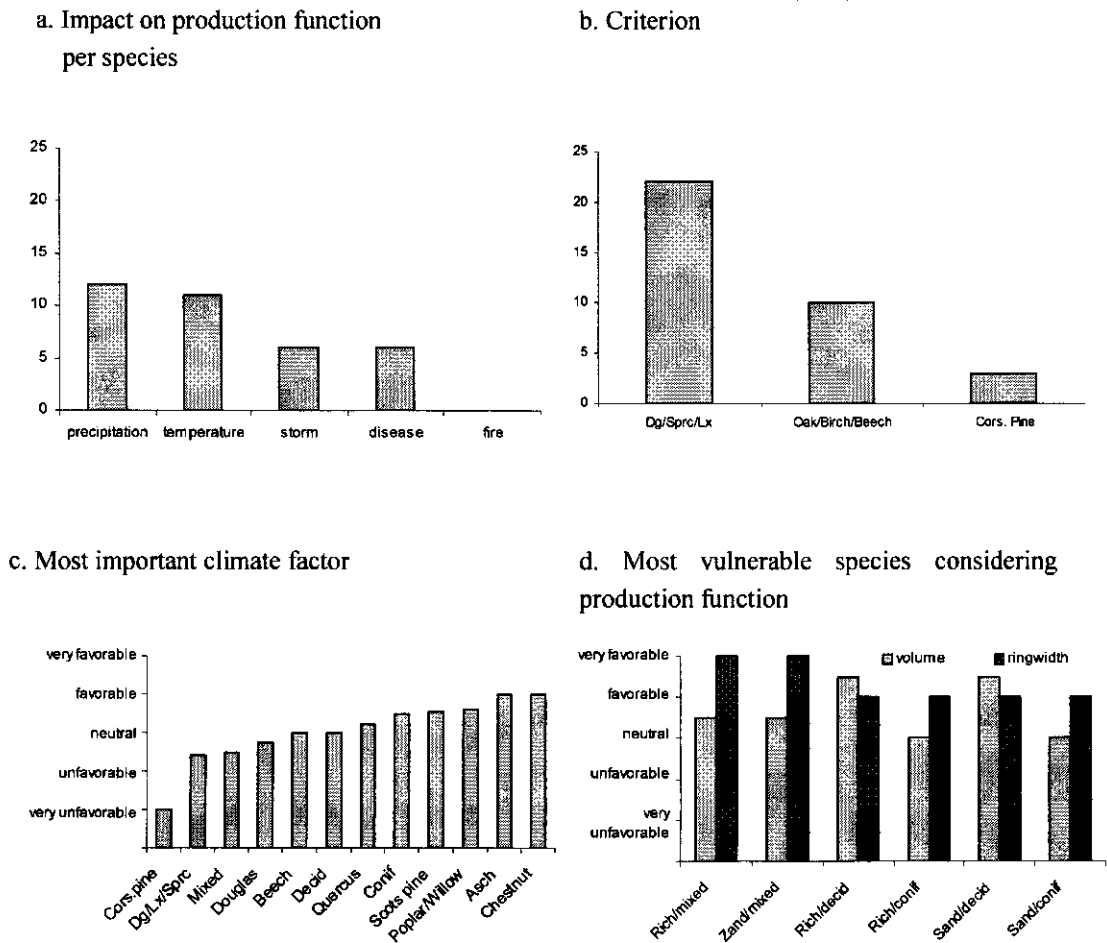 a. Impact on production function
per species
b. Criterion
25
20
15
10
5
0
precipitation temperature storm disease fire
25
20
15
10
5
0
Dg/Sprc/Lx Oak/Birch/Beech Cors. Pine
c. Most important climate factor
d. Most vulnerable species considering
production function
very favorable
favorable
neutral
unfavorable
very unfavorable
Cors.pine
Dg/Lx/Sprc
Mixed
Douglas
Beech
Decid
Quercus
Conif
Scots pine
Poplar/Willow
Asch
Chestnut
very favorable
favorable
neutral
unfavorable
very
unfavorable
volume ringwidth
Rich/mixed
Zand/mixed
Rich/decid
Rich/conif
Sand/decid
Sand/conif